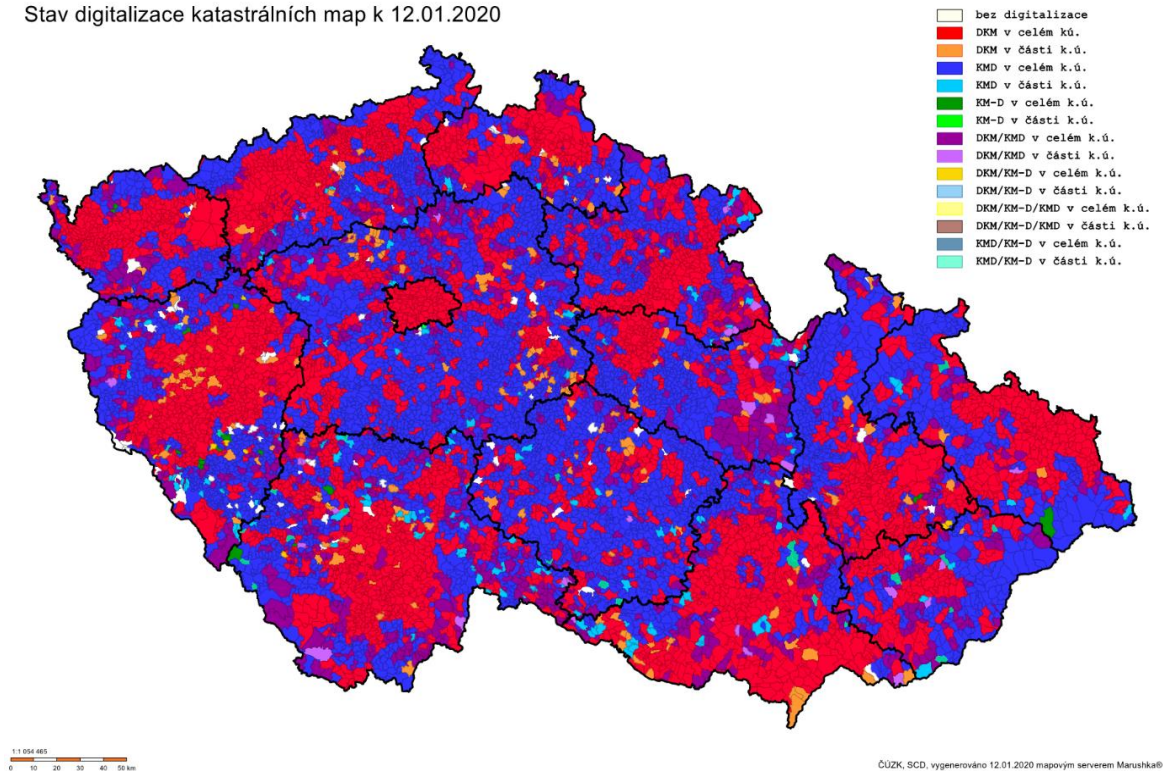 Stav digitalizace katastrálních map k 12.01.2020
bez digitalizace
DKM v celém kú.
DKM v části k.ú.
KMD v celém k.ú.
KMD v části k.ú.
KM-D v celém k.ú.
KM-D v části k.ú.
DKM/KMD v celém k.ú.
DKM/KMD v části k.ú.
DKM/KM-D v celém k.ú.
DKM/KM-D v části k.ú.
DKM/KM-D/KMD v celém k.ú.
DKM/KM-D/KMD v části k.ú.
KMD/KM-D v celém k.ú.
KMD/KM-D v části k.ú.
1:1 054 465
0 10 20 30 40 50 km
ČÚZK, SCD, vygenerováno 12.01.2020 mapovým serverem Marushka®